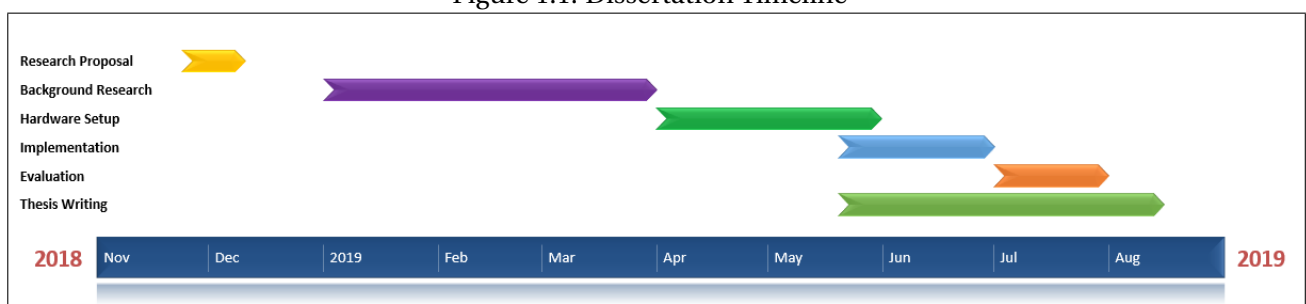 Figure 1.1: Dissertation Timeline
Research Proposal
Background Research
Hardware Setup
Implementation
Evaluation
Thesis Writing
2018 Nov Dec 2019 Feb Mar Apr May Jun Jul Aug 2019